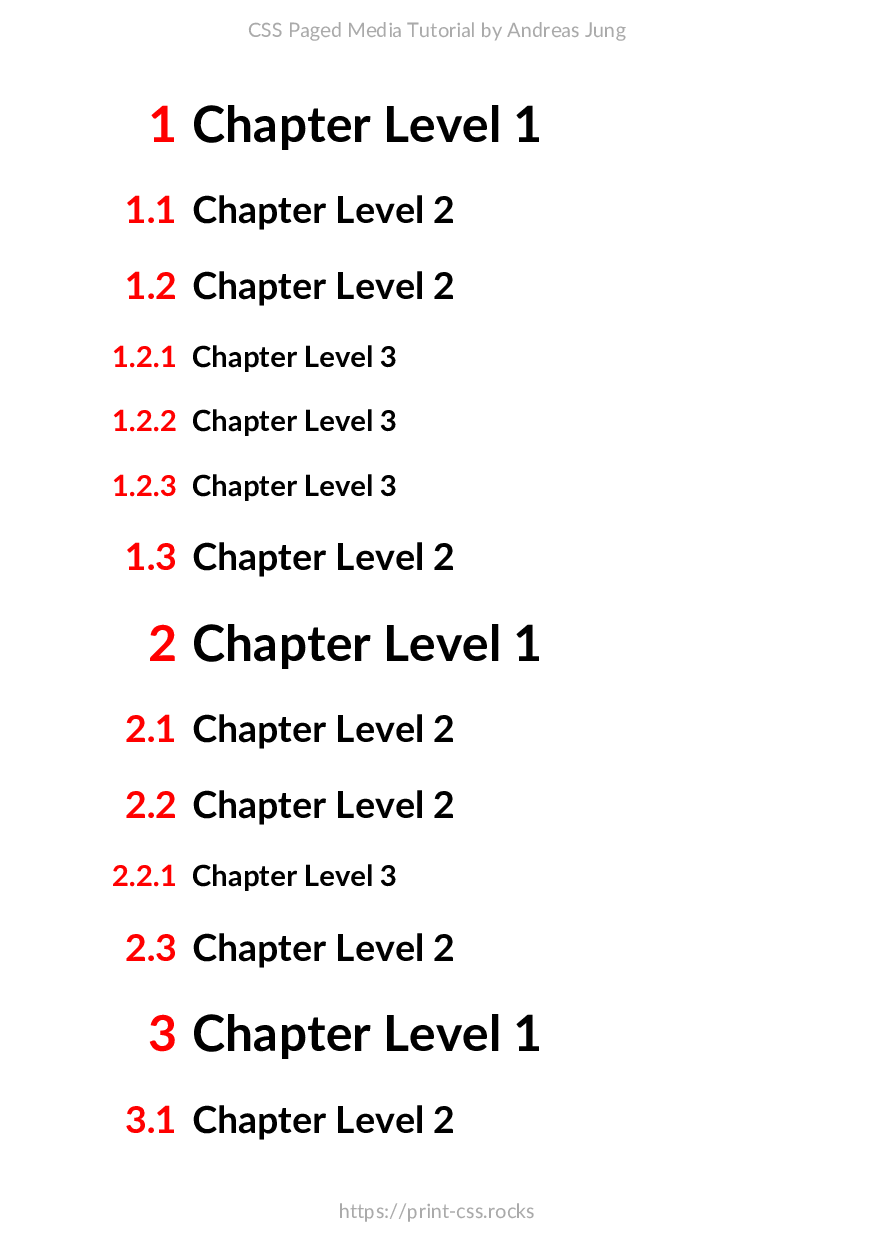 CSS Paged Media Tutorial by Andreas Jung
1 Chapter Level 1
1.1 Chapter Level 2
1.2 Chapter Level 2
1.2.1 Chapter Level 3
1.2.2 Chapter Level 3
1.2.3 Chapter Level 3
1.3 Chapter Level 2
2 Chapter Level 1
2.1 Chapter Level 2
2.2 Chapter Level 2
2.2.1 Chapter Level 3
2.3 Chapter Level 2
3 Chapter Level 1
3.1 Chapter Level 2
https://print-css.rocks